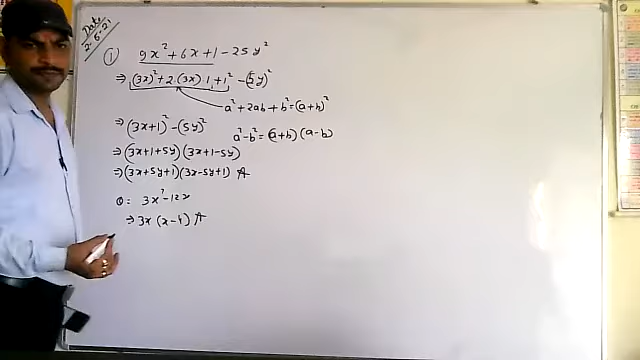 Date
2-6-21
① 9x²+6x+1-25y²
⇒ (3x)²+2.(3x).1+1²-(5y)²
a²+2ab+b²=(a+b)²
⇒(3x+1)²-(5y)²
a²-b²=(a+b)(a-b)
⇒(3x+1+5y)(3x+1-5y)
⇒(3x+5y+1)(3x-5y+1) A
Q= 3x²-12x
⇒3x(x-4) A